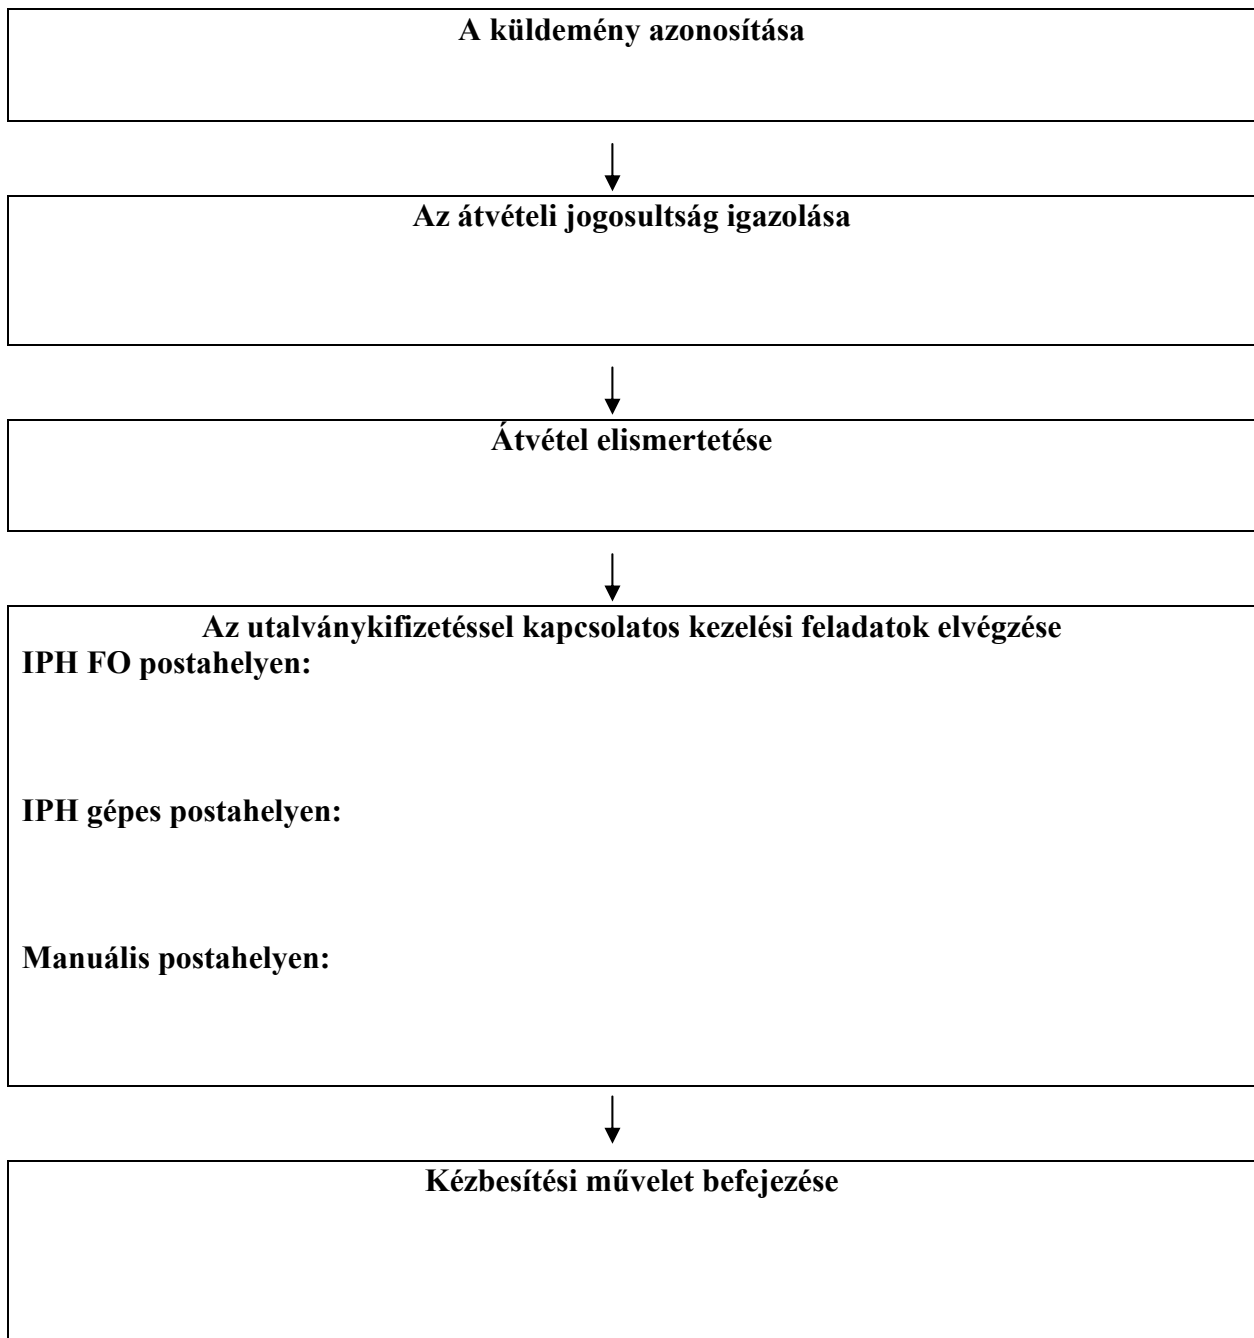 A küldemény azonosítása
Az átvételi jogosultság igazolása
Átvétel elismertetése
Az utalványkifizetéssel kapcsolatos kezelési feladatok elvégzése
IPH FO postahelyen:
IPH gépes postahelyen:
Manuális postahelyen:
Kézbesítési művelet befejezése